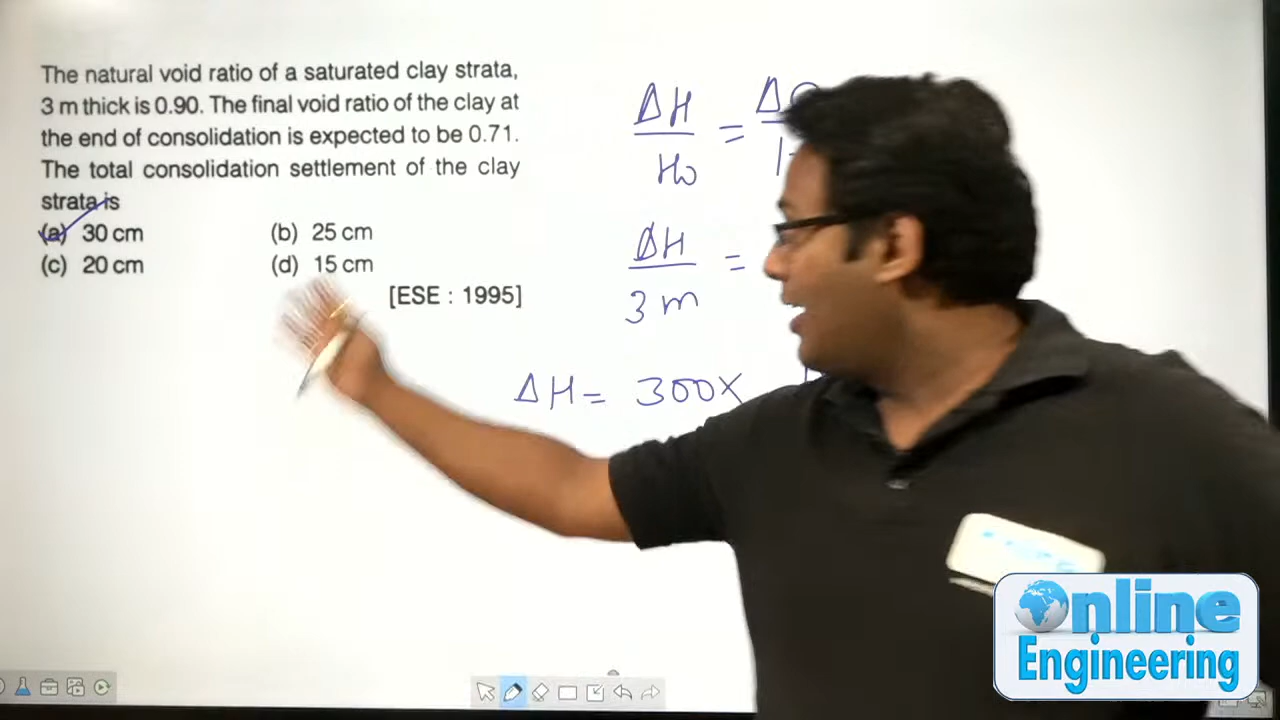 The natural void ratio of a saturated clay strata,
3 m thick is 0.90. The final void ratio of the clay at
the end of consolidation is expected to be 0.71.
The total consolidation settlement of the clay
strata is
(a) 30 cm (b) 25 cm
(c) 20 cm (d) 15 cm
[ESE : 1995]
ΔH
H₀
=
Δ
ΔH
3 m
=
ΔH = 300×
Online
Engineering